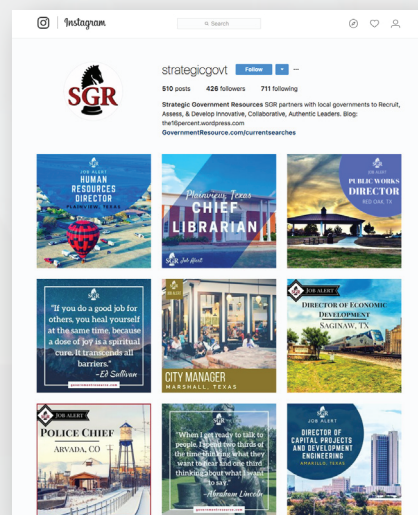 Instagram
Search
strategicgovt
Follow
510 posts 426 followers 711 following
Strategic Government Resources SGR partners with local governments to Recruit,
Assess, & Develop Innovative, Collaborative, Authentic Leaders. Blog:
the16percent.wordpress.com
GovernmentResource.com/currentsearches
SGR
JOB ALERT
HUMAN
RESOURCES
DIRECTOR
PLAINVIEW, TEXAS
Plainview, Texas
CHIEF
LIBRARIAN
SGR Job Alert
JOB ALERT
PUBLIC WORKS
DIRECTOR
RED OAK, TX
SGR
"If you do a good job for
others, you heal yourself
at the same time, because
a dose of joy is a spiritual
cure. It transcends all
barriers."
-Ed Sullivan
governmentresource.com
CITY MANAGER
MARSHALL, TEXAS
JOB ALERT
DIRECTOR OF ECONOMIC
DEVELOPMENT
SAGINAW, TX
JOB ALERT
POLICE CHIEF
ARVADA, CO
"When I get ready to talk to
people, I spend two thirds of
the time thinking what they
want to hear and one third
thinking about what I want
to say."
-Abraham Lincoln
governmentresource.com
JOB ALERT
DIRECTOR OF
CAPITAL PROJECTS
AND DEVELOPMENT
ENGINEERING
AMARILLO, TEXAS